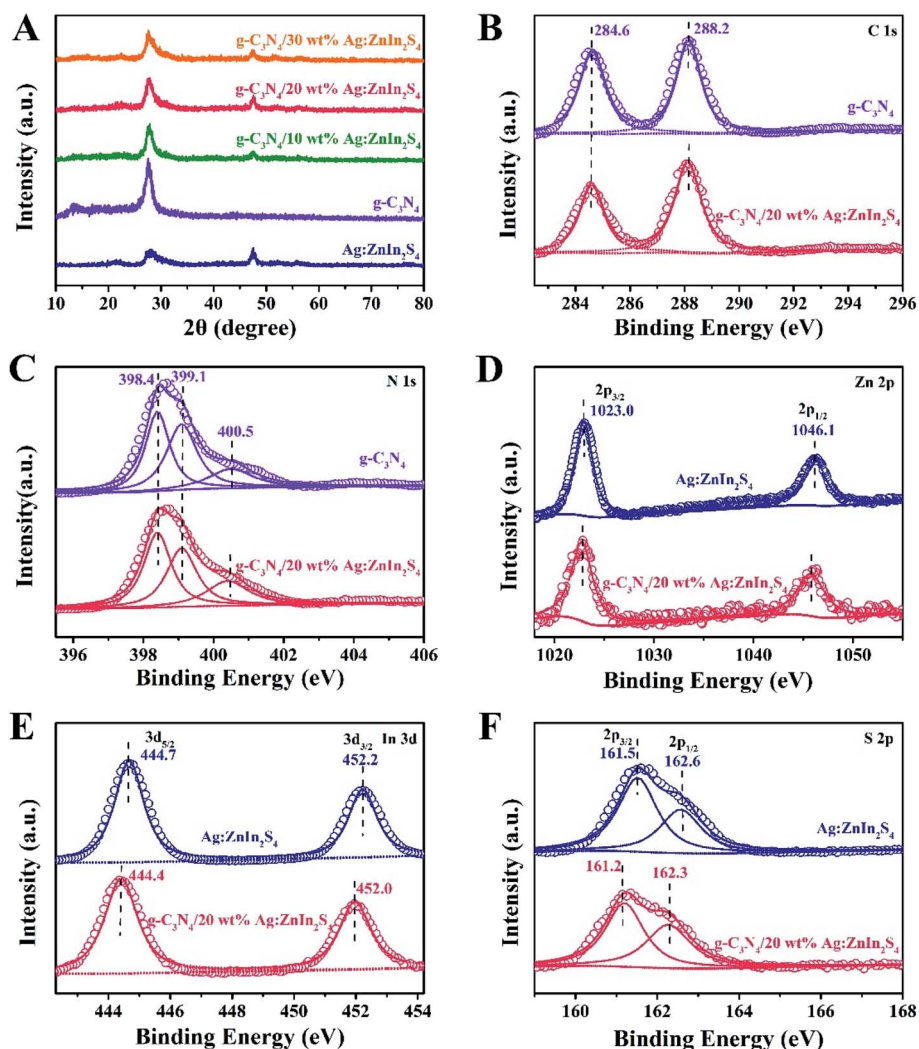 A
g-C₃N₄/30 wt% Ag:ZnIn₂S₄
g-C₃N₄/20 wt% Ag:ZnIn₂S₄
g-C₃N₄/10 wt% Ag:ZnIn₂S₄
g-C₃N₄
Ag:ZnIn₂S₄
Intensity (a.u.)
10 20 30 40 50 60 70 80
2θ (degree)
B
C 1s
284.6 288.2
g-C₃N₄
g-C₃N₄/20 wt% Ag:ZnIn₂S₄
Intensity (a.u.)
284 286 288 290 292 294 296
Binding Energy (eV)
C
N 1s
398.4 399.1
400.5
g-C₃N₄
g-C₃N₄/20 wt% Ag:ZnIn₂S₄
Intensity(a.u.)
396 398 400 402 404 406
Binding Energy (eV)
D
Zn 2p
2p₃/₂
1023.0
2p₁/₂
1046.1
Ag:ZnIn₂S₄
g-C₃N₄/20 wt% Ag:ZnIn₂S₄
Intensity (a.u.)
1020 1030 1040 1050
Binding Energy (eV)
E
In 3d
3d₅/₂
444.7
3d₃/₂
452.2
Ag:ZnIn₂S₄
444.4
452.0
g-C₃N₄/20 wt% Ag:ZnIn₂S₄
Intensity (a.u.)
444 446 448 450 452 454
Binding Energy (eV)
F
S 2p
2p₃/₂
161.5
2p₁/₂
162.6
Ag:ZnIn₂S₄
161.2
162.3
g-C₃N₄/20 wt% Ag:ZnIn₂S₄
Intensity (a.u.)
160 162 164 166 168
Binding Energy (eV)